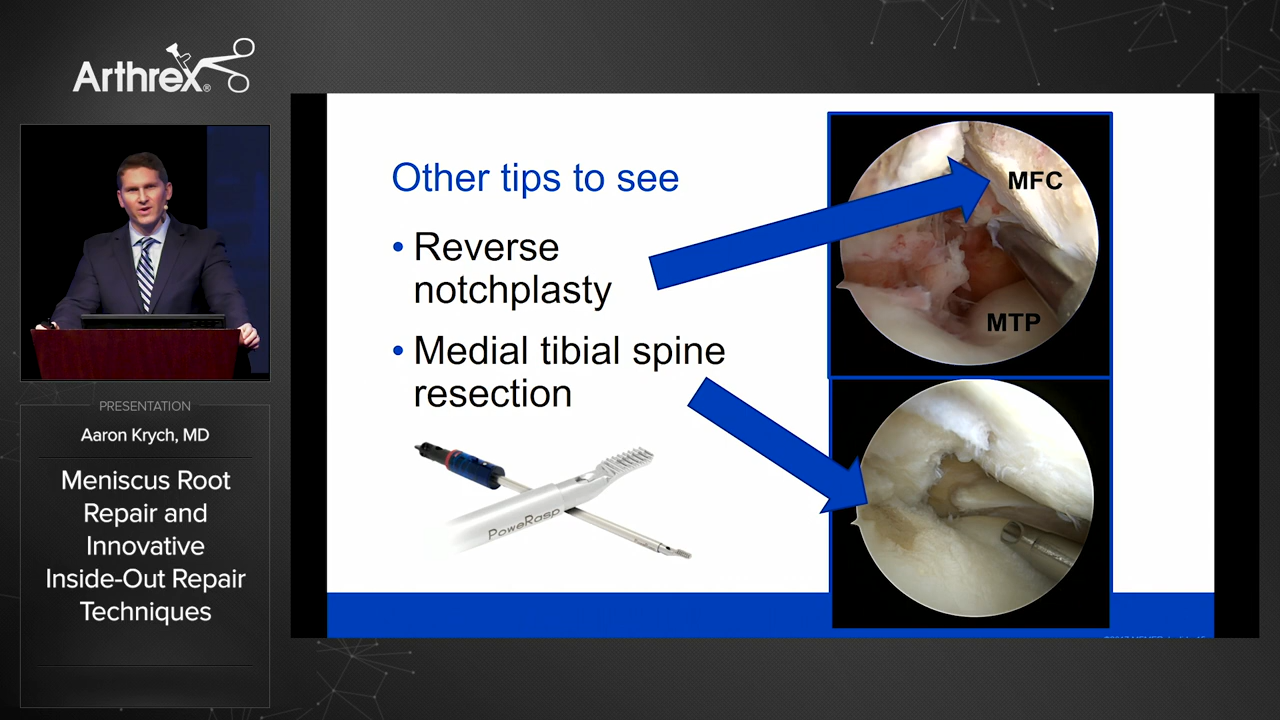 Arthrex®
PRESENTATION
Aaron Krych, MD
Meniscus Root
Repair and
Innovative
Inside-Out Repair
Techniques
Other tips to see
• Reverse
notchplasty
• Medial tibial spine
resection
PoweRasp
MFC
MTP